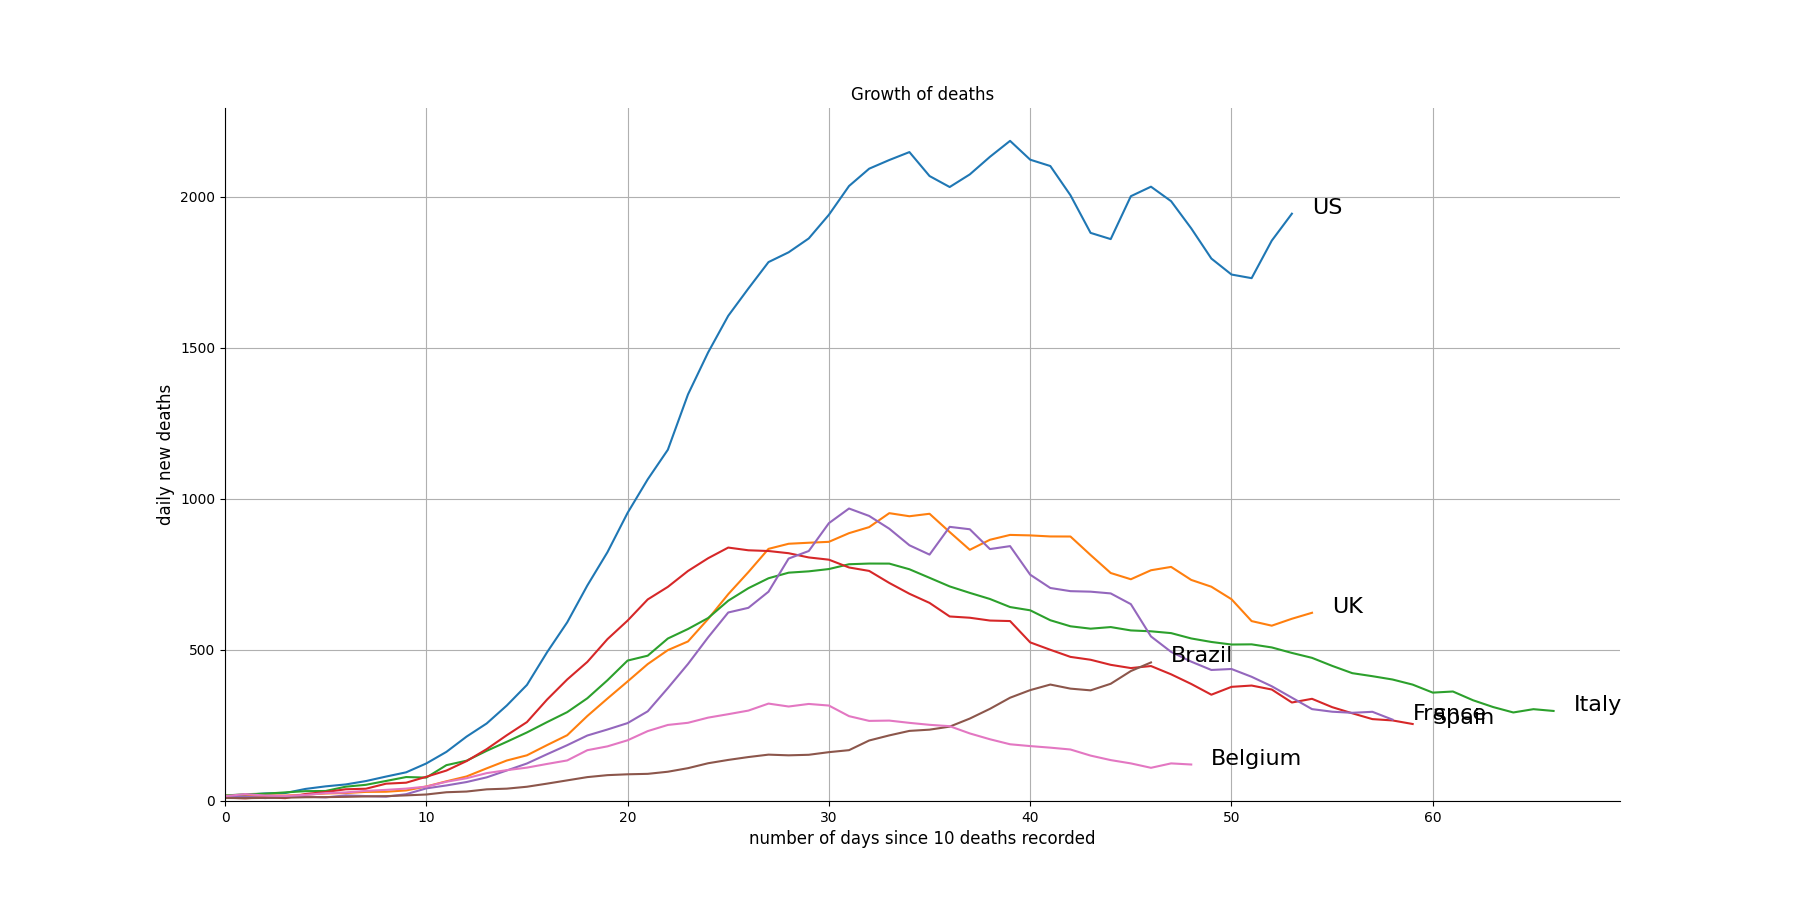 Growth of deaths
daily new deaths
2000
1500
1000
500
0
US
UK
Brazil
Italy
France
Spain
Belgium
0 10 20 30 40 50 60
number of days since 10 deaths recorded